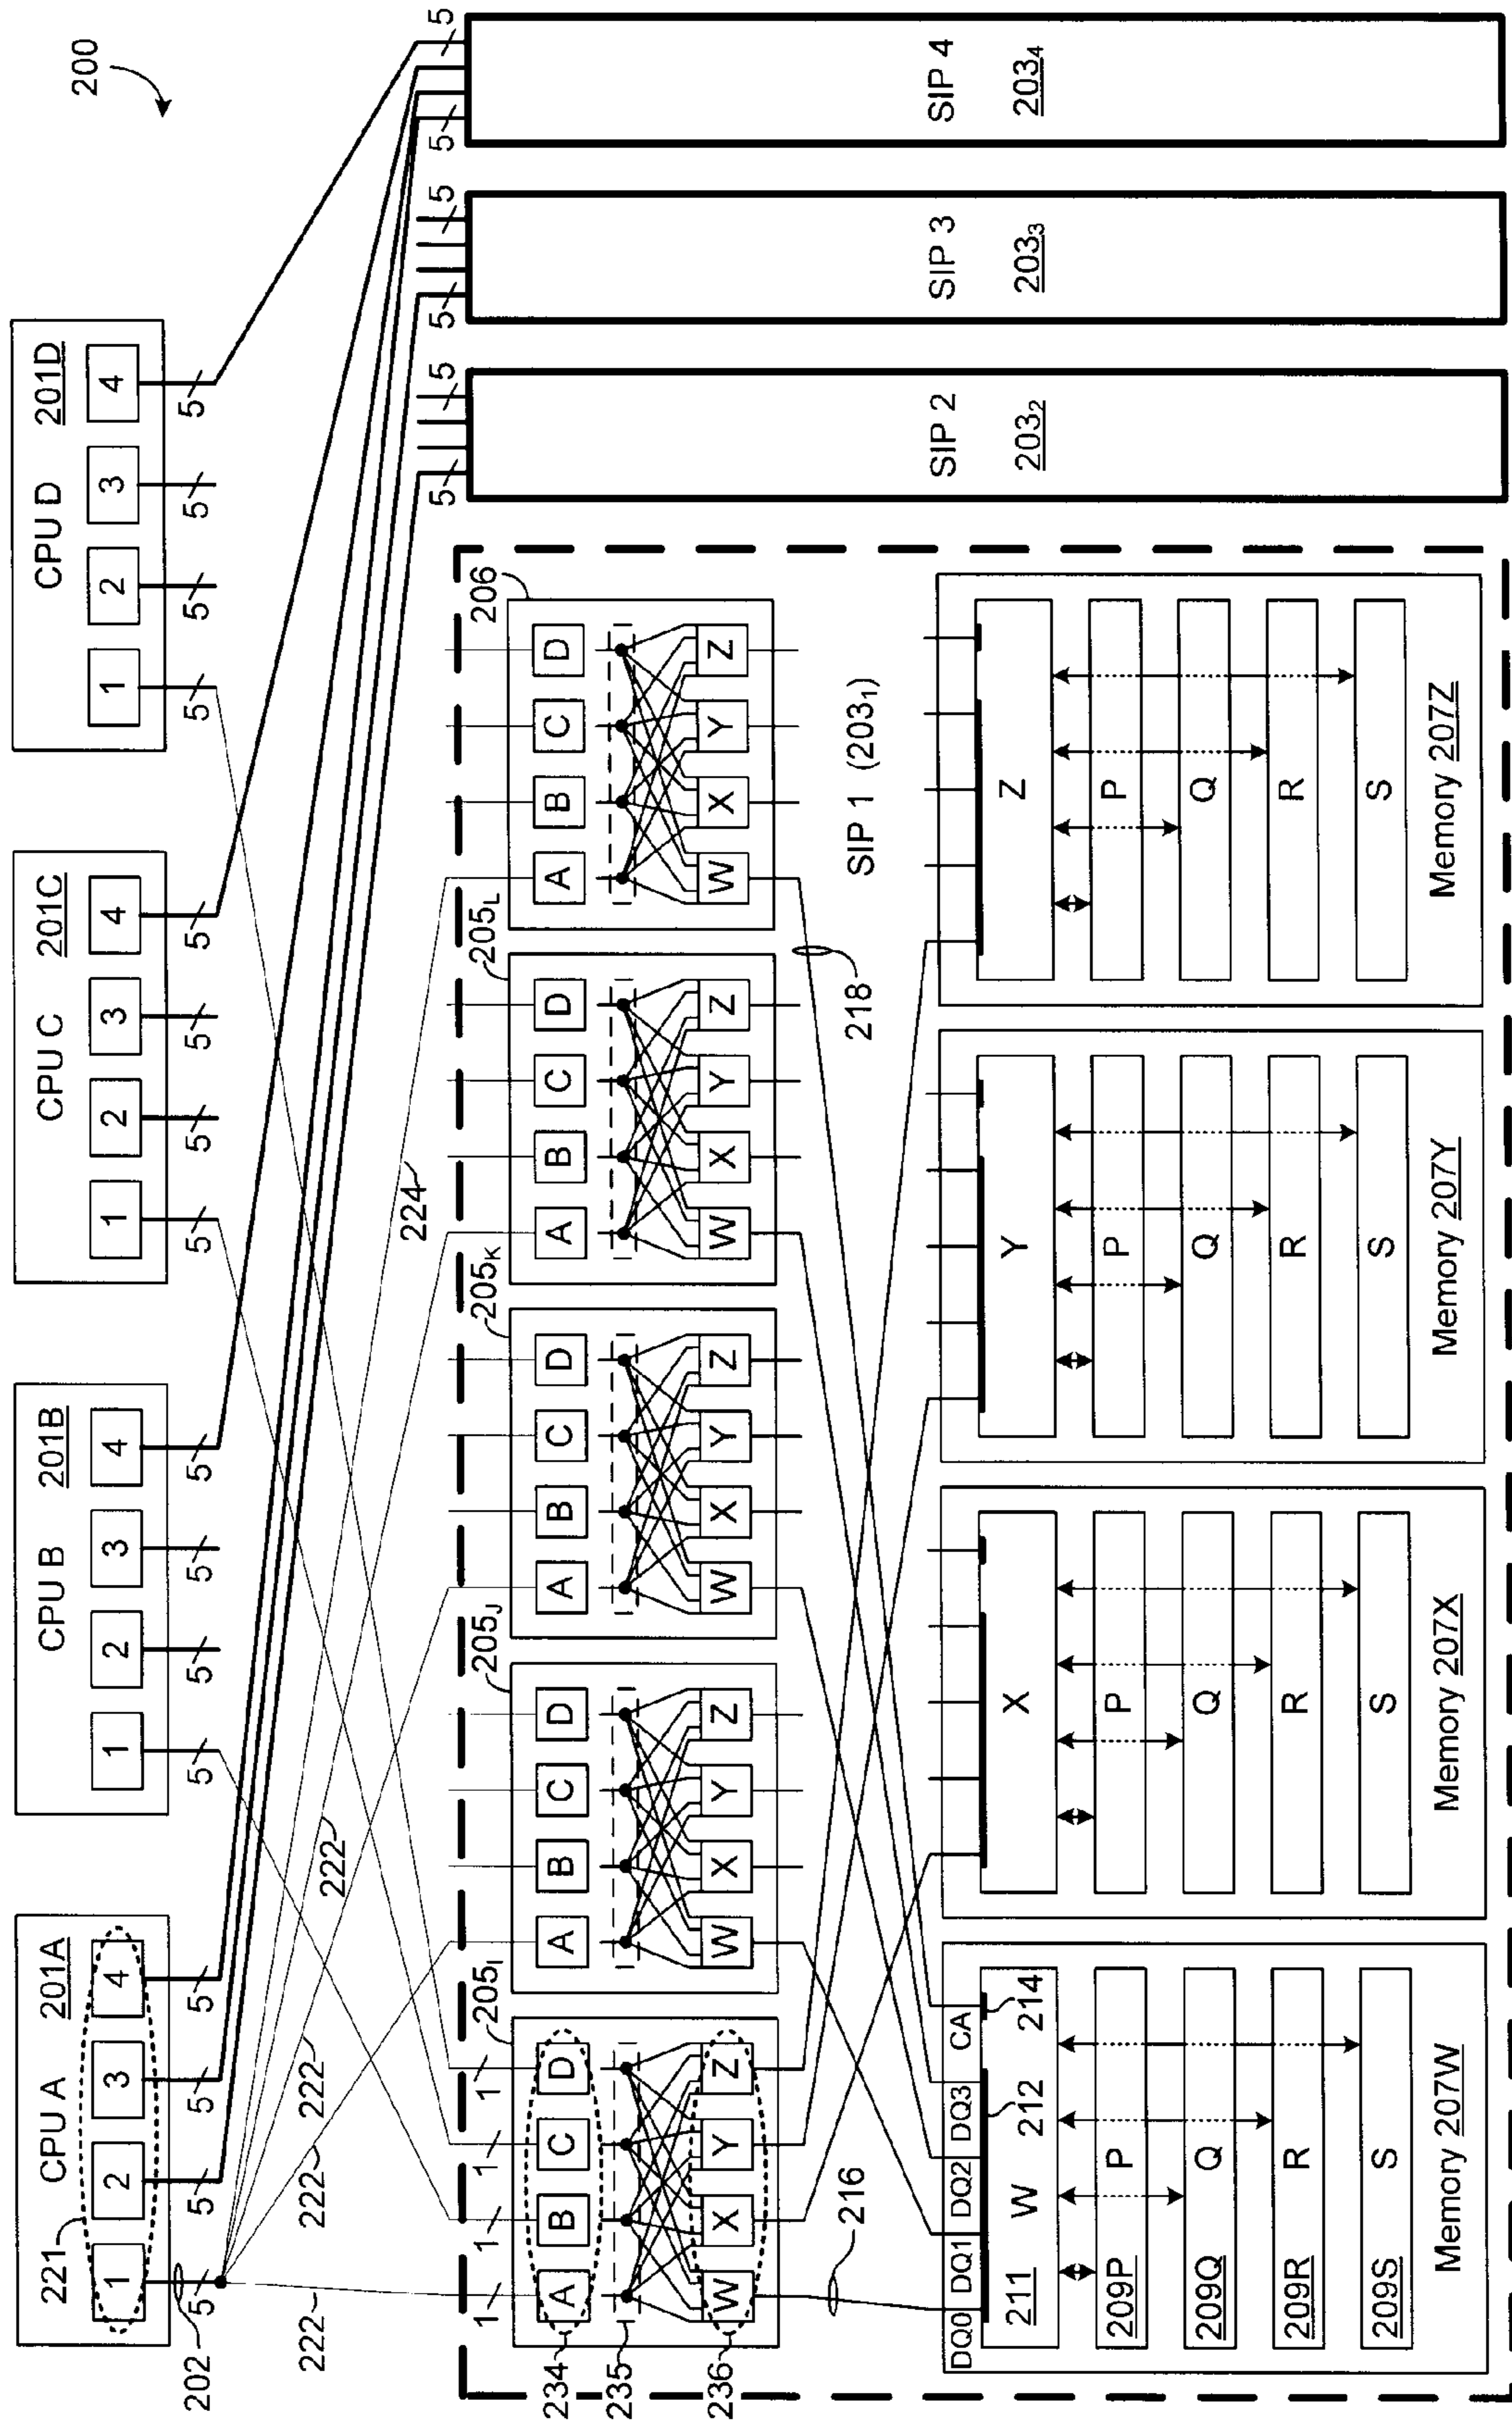 200
CPU A 201A
221
1 2 3 4
5 5 5 5
202
CPU B 201B
1 2 3 4
5 5 5 5
CPU C 201C
1 2 3 4
5 5 5 5
CPU D 201D
1 2 3 4
5 5 5 5
222
222
222
222
224
1 1 1 1
205I
234
A B C D
235
236
W X Y Z
205J
A B C D
W X Y Z
205K
A B C D
W X Y Z
205L
A B C D
W X Y Z
206
A B C D
W X Y Z
216
218
SIP 1 (203₁)
DQ0 DQ1 DQ2 DQ3 CA
211 W 212 214
209P P
209Q Q
209R R
209S S
Memory 207W
X
P
Q
R
S
Memory 207X
Y
P
Q
R
S
Memory 207Y
Z
P
Q
R
S
Memory 207Z
5 5
SIP 2
203₂
5 5
SIP 3
203₃
5 5
SIP 4
203₄